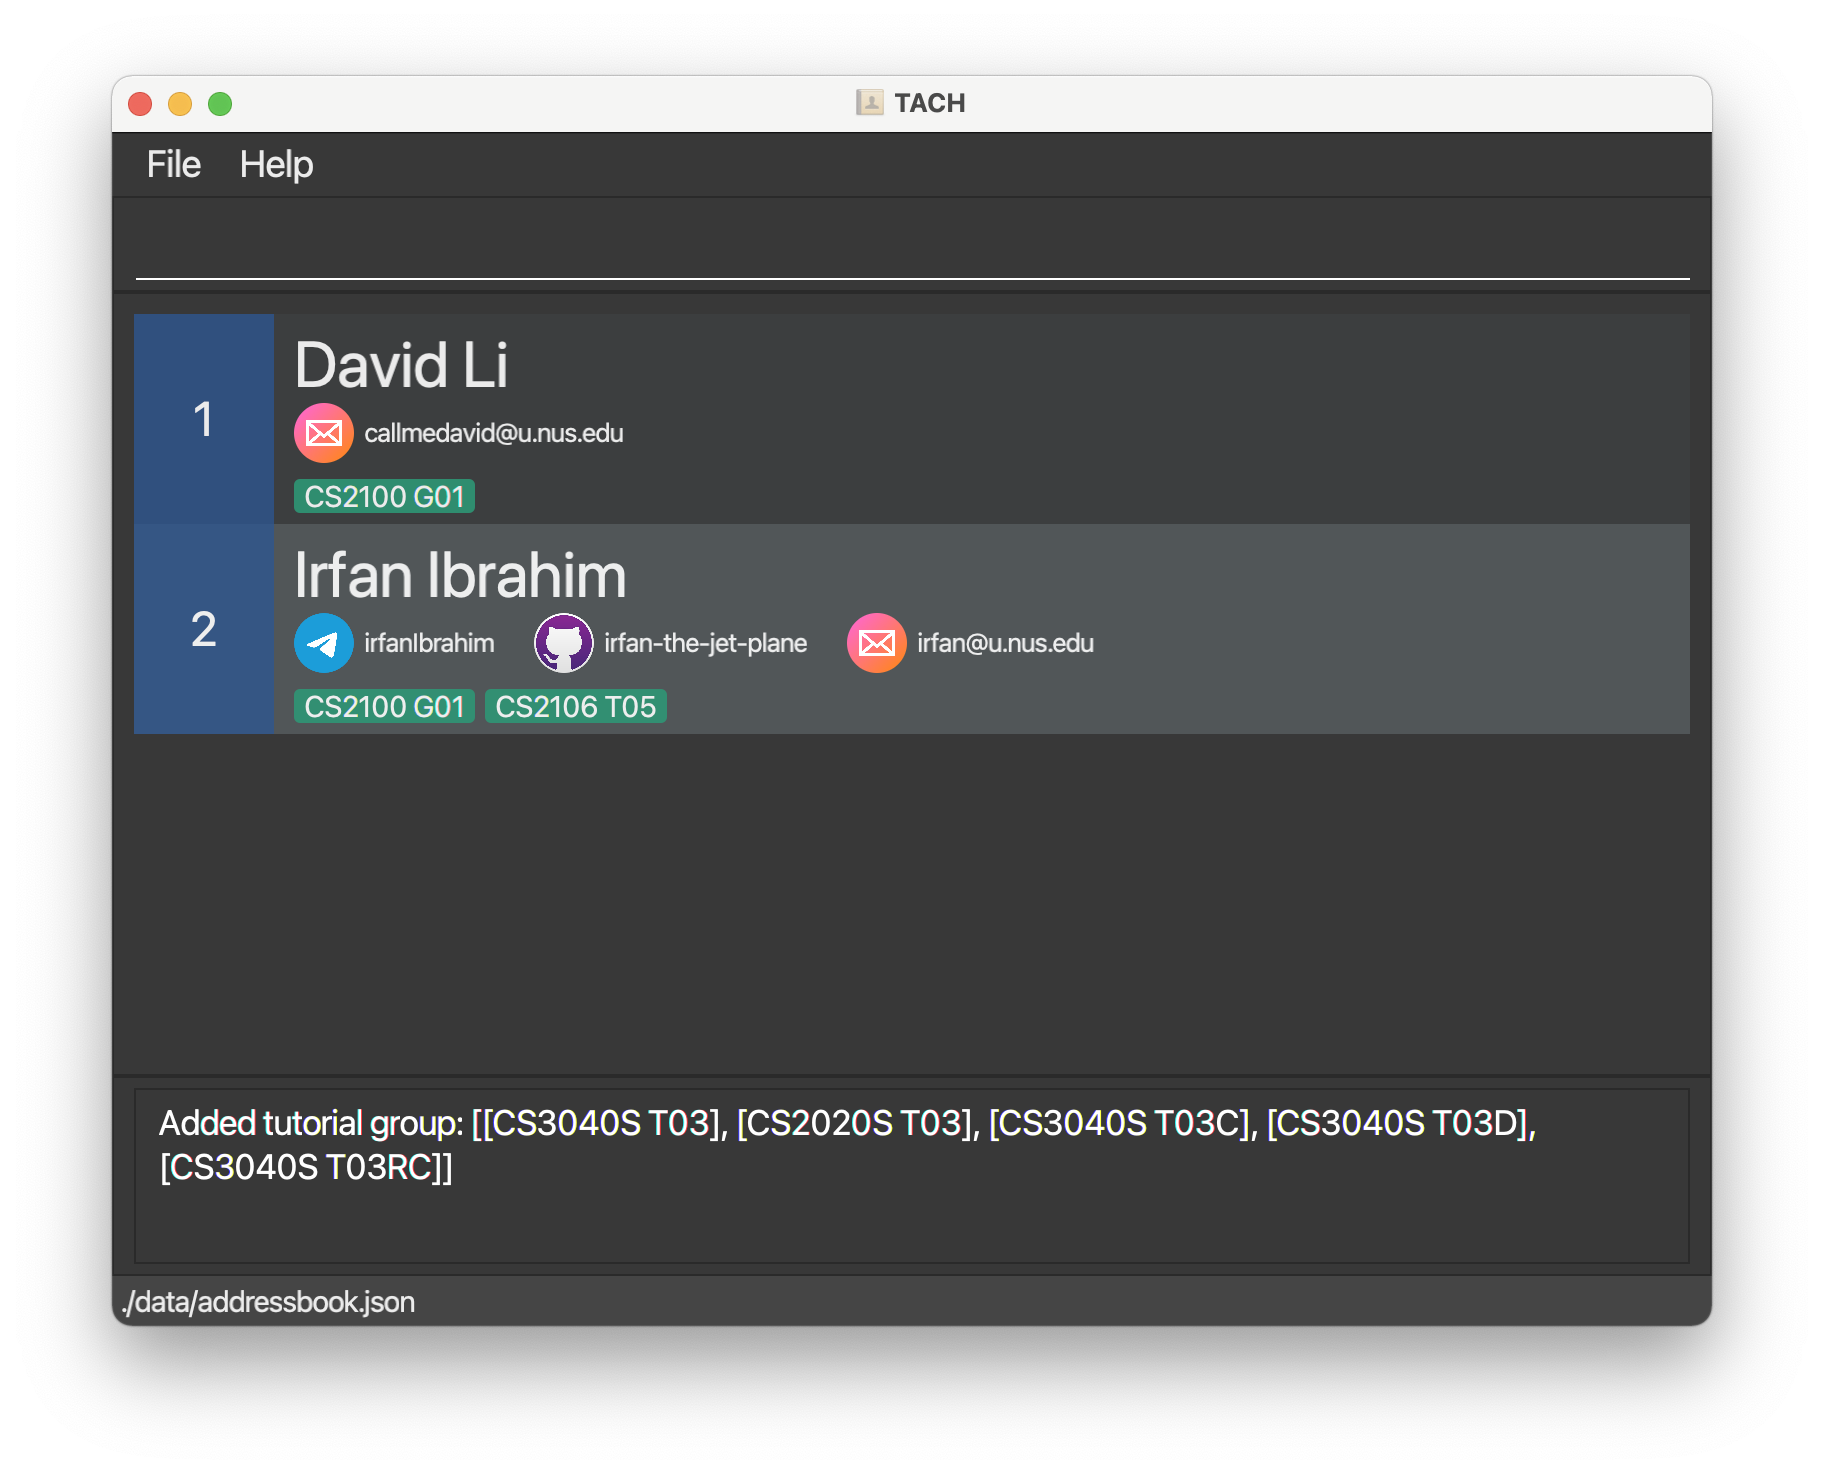 TACH
File Help
1
David Li
callmedavid@u.nus.edu
CS2100 G01
2
Irfan Ibrahim
irfanIbrahim irfan-the-jet-plane irfan@u.nus.edu
CS2100 G01 CS2106 T05
Added tutorial group: [[CS3040S T03], [CS2020S T03], [CS3040S T03C], [CS3040S T03D],
[CS3040S T03RC]]
./data/addressbook.json